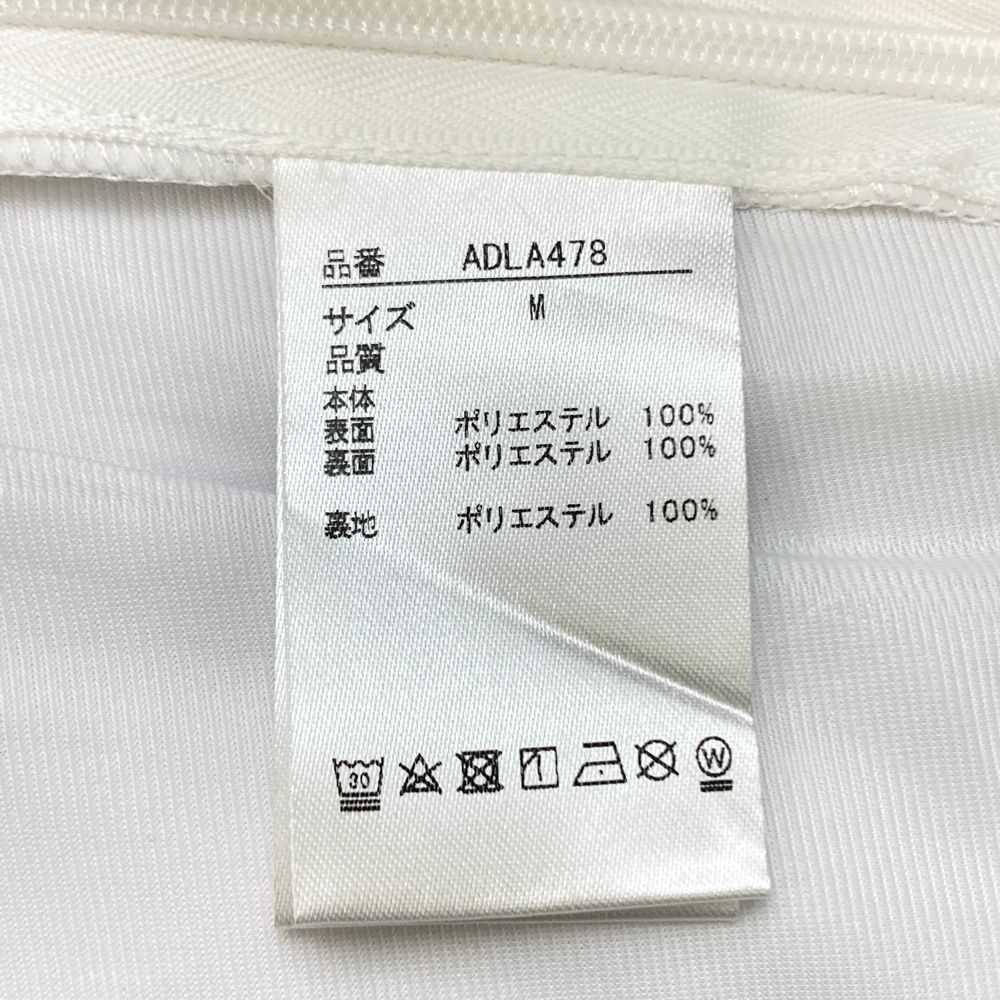 品番 ADLA478
サイズ M
品質
本体
表面 ポリエステル 100%
裏面 ポリエステル 100%
裏地 ポリエステル 100%
30
W